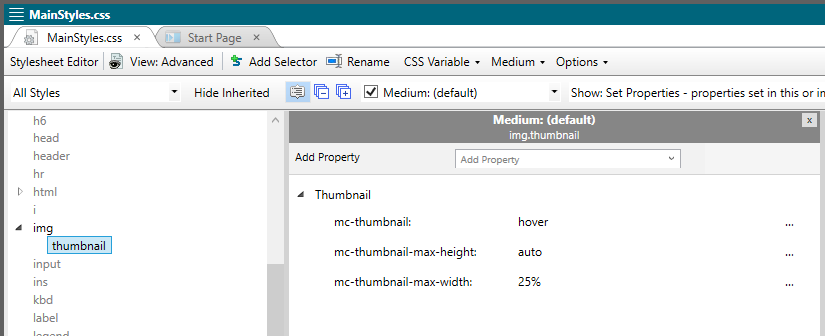 MainStyles.css
MainStyles.css Start Page
Stylesheet Editor View: Advanced Add Selector Rename CSS Variable Medium Options
All Styles Hide Inherited Medium: (default) Show: Set Properties - properties set in this or
h6
head
header
hr
html
i
img
thumbnail
input
ins
kbd
label
legend
Medium: (default)
img.thumbnail
Add Property Add Property
Thumbnail
mc-thumbnail: hover ...
mc-thumbnail-max-height: auto ...
mc-thumbnail-max-width: 25% ...